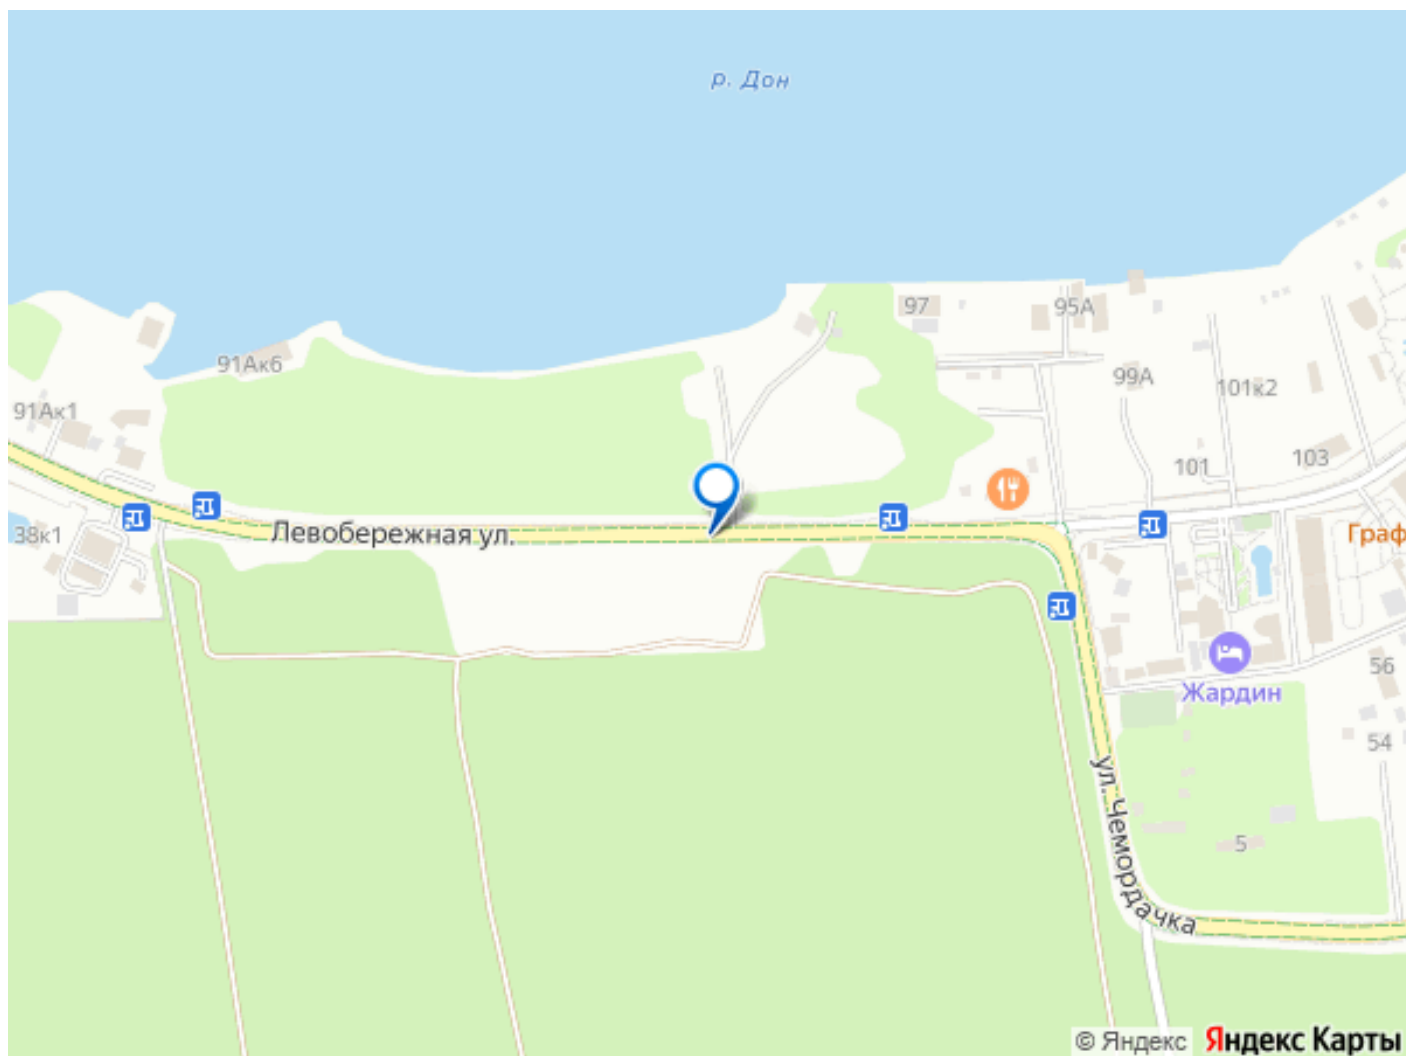 р. Дон
97
95А
91Ак6
99А
101к2
91Ак1
103
101
38к1
Левобережная ул.
Граф
56
Жардин
54
ул. Чемордачка
5
© Яндекс Яндекс Карты